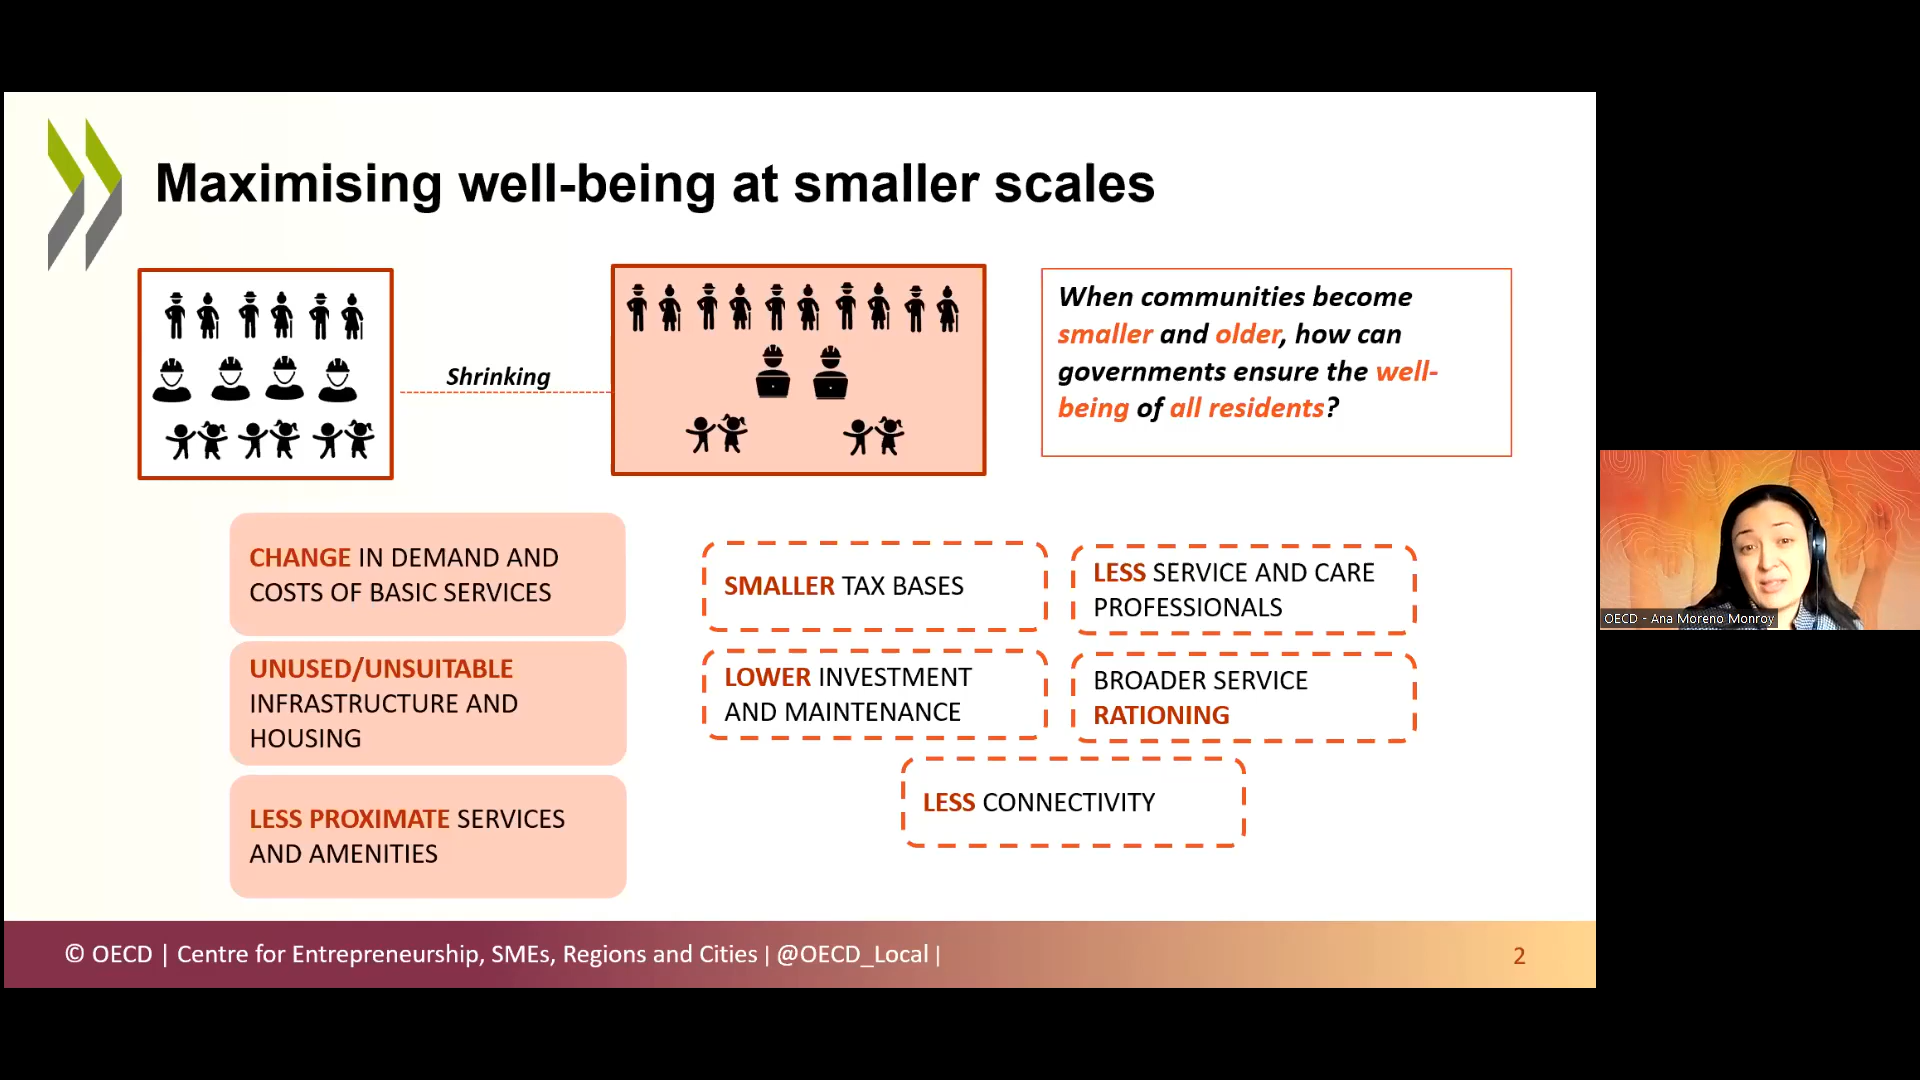 Maximising well-being at smaller scales
Shrinking
When communities become
smaller and older, how can
governments ensure the well-
being of all residents?
CHANGE IN DEMAND AND
COSTS OF BASIC SERVICES
UNUSED/UNSUITABLE
INFRASTRUCTURE AND
HOUSING
LESS PROXIMATE SERVICES
AND AMENITIES
SMALLER TAX BASES
LESS SERVICE AND CARE
PROFESSIONALS
LOWER INVESTMENT
AND MAINTENANCE
BROADER SERVICE
RATIONING
LESS CONNECTIVITY
OECD - Ana Moreno Monroy
© OECD | Centre for Entrepreneurship, SMEs, Regions and Cities | @OECD_Local |
2